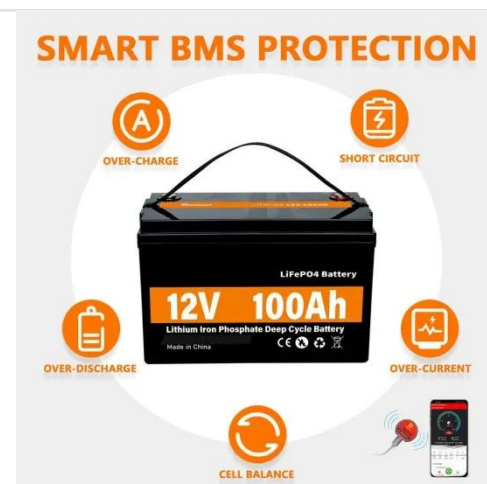 SMART BMS PROTECTION
OVER-CHARGE
SHORT CIRCUIT
LiFePO4 Battery
12V 100Ah
Lithium Iron Phosphate Deep Cycle Battery
Made in China
CE
OVER-DISCHARGE
OVER-CURRENT
CELL BALANCE